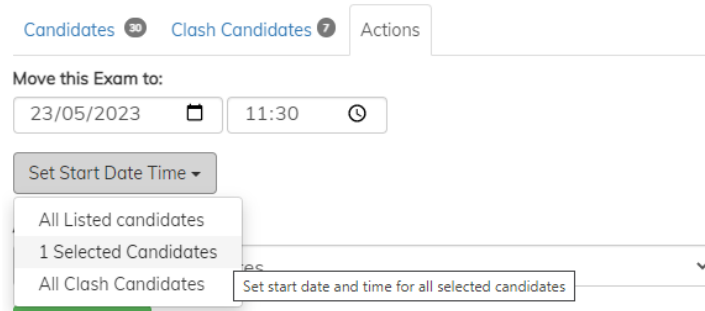 Candidates 30 Clash Candidates 7 Actions
Move this Exam to:
23/05/2023 11:30
Set Start Date Time
All Listed candidates
1 Selected Candidates
All Clash Candidates
Set start date and time for all selected candidates